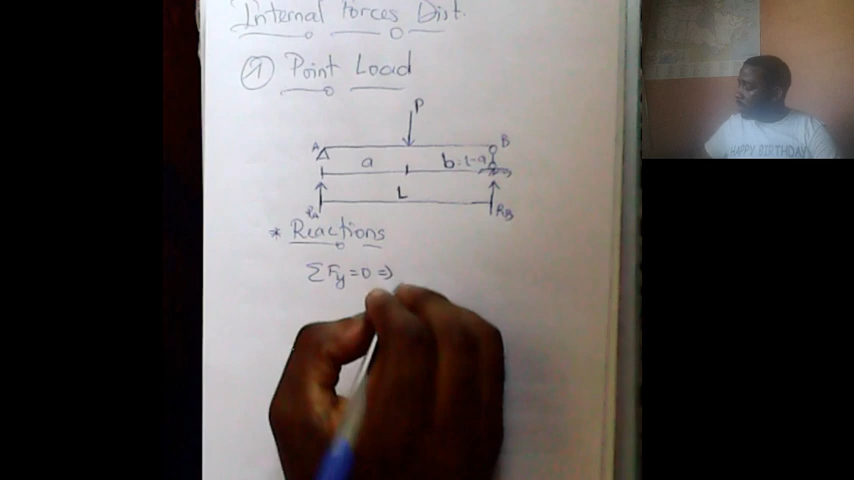 Internal Forces Dist.
① Point Load
P
A
B
a
b=L-a
L
RA
RB
* Reactions
ΣFy=0 =>
HAPPY BIRTHDAY